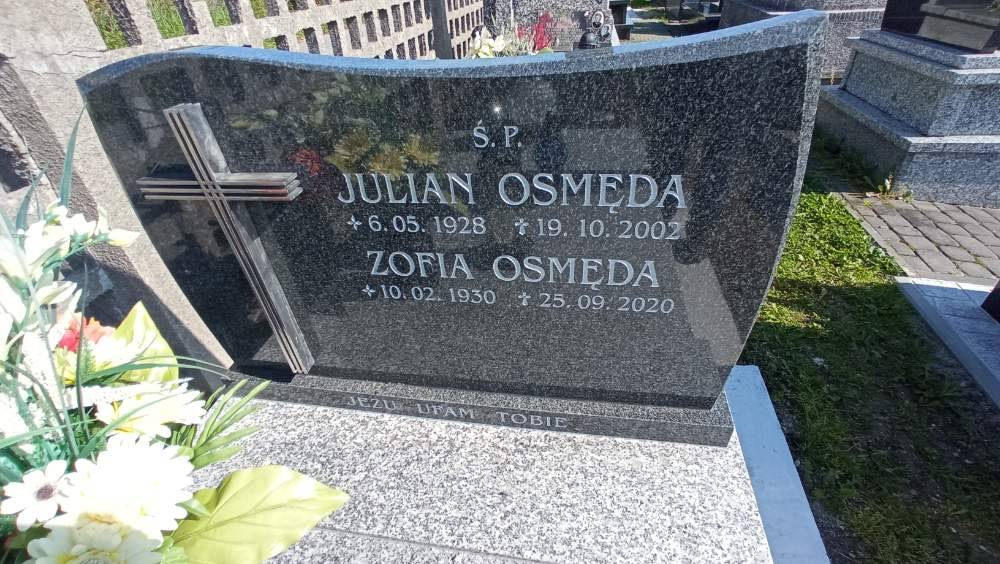 Ś. P.
JULIAN OSMĘDA
6. 05. 1928 19. 10. 2002
ZOFIA OSMĘDA
10. 02. 1930 25. 09. 2020
JEZU UFAM TOBIE